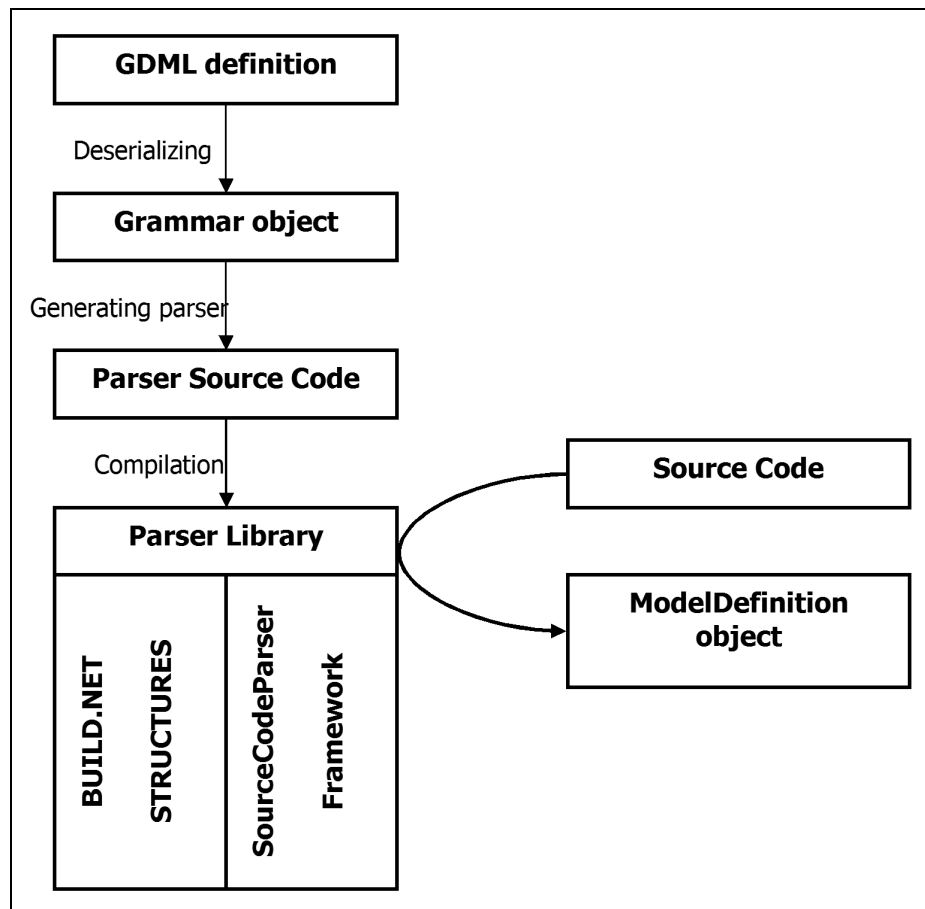 GDML definition
Deserializing
Grammar object
Generating parser
Parser Source Code
Compilation
Parser Library
BUILD.NET
STRUCTURES
SourceCodeParser
Framework
Source Code
ModelDefinition
object